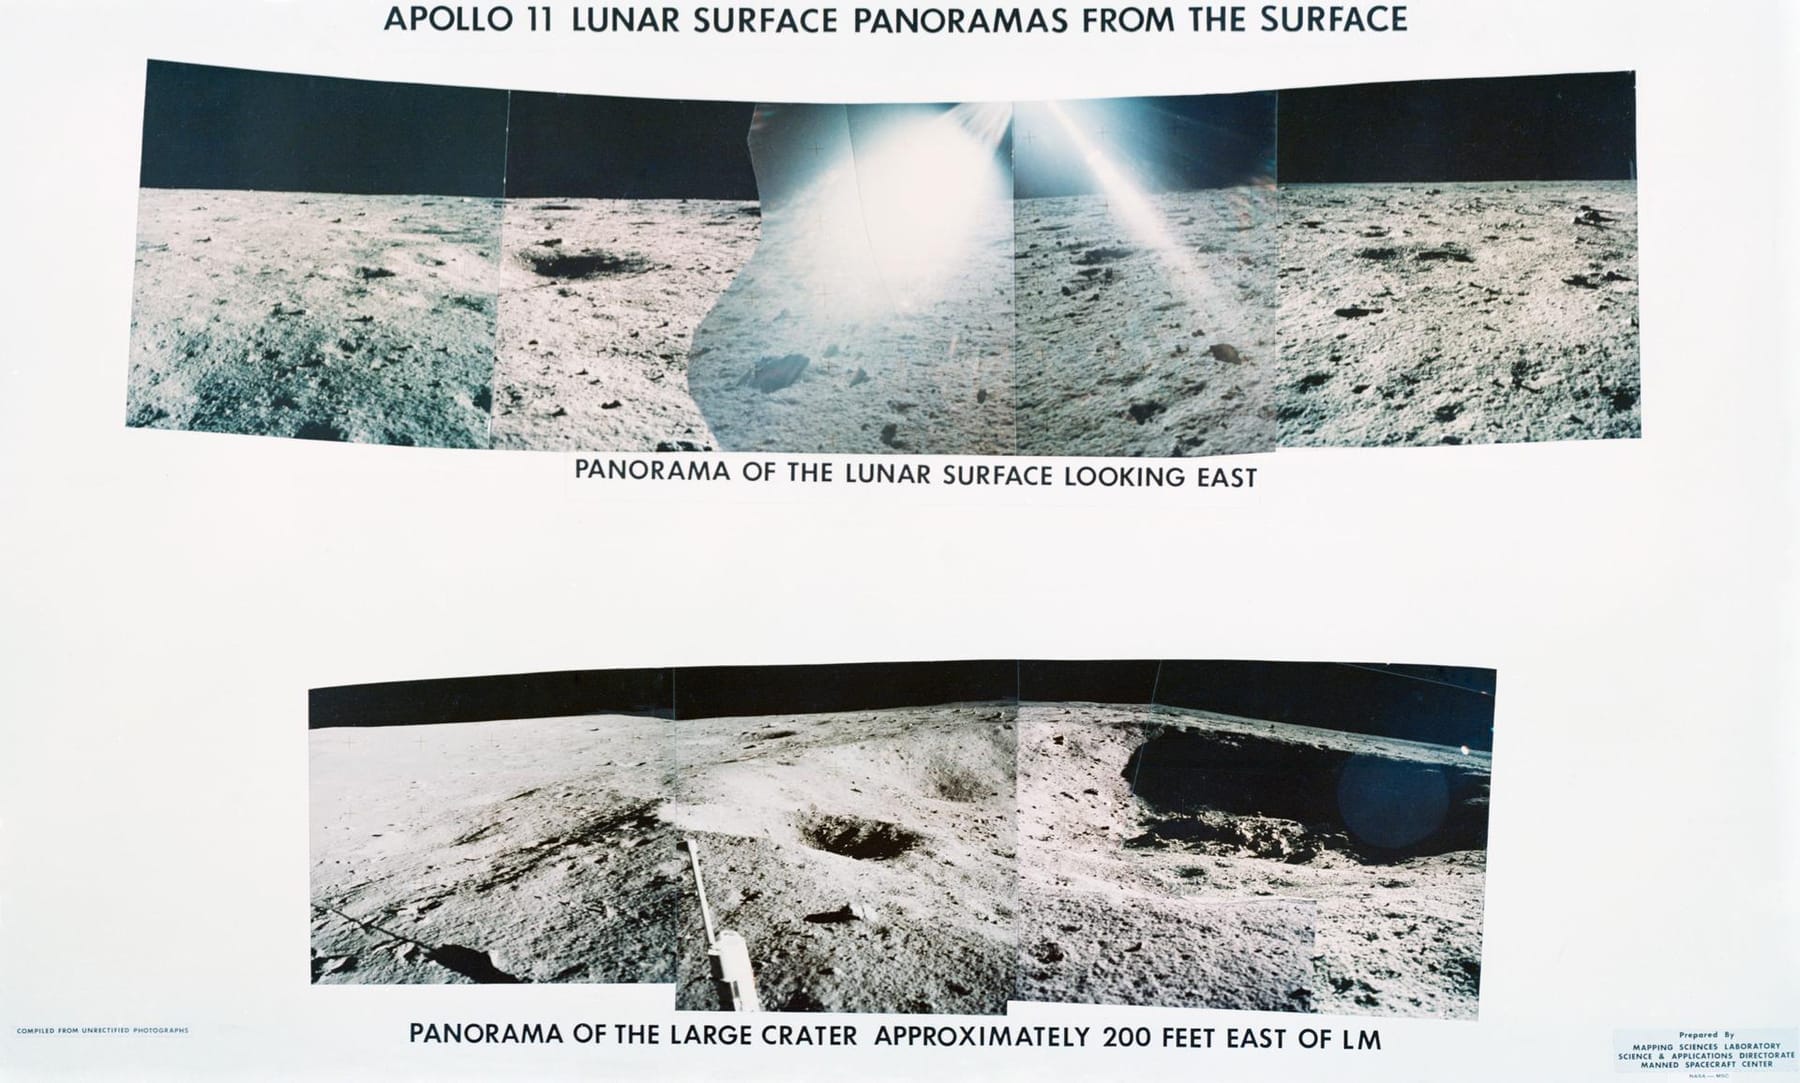 APOLLO 11 LUNAR SURFACE PANORAMAS FROM THE SURFACE
PANORAMA OF THE LUNAR SURFACE LOOKING EAST
PANORAMA OF THE LARGE CRATER APPROXIMATELY 200 FEET EAST OF LM
COMPILED FROM UNRECTIFIED PHOTOGRAPHS
Prepared By
MAPPING SCIENCES LABORATORY
SCIENCE & APPLICATIONS DIRECTORATE
MANNED SPACECRAFT CENTER
NASA — MSC